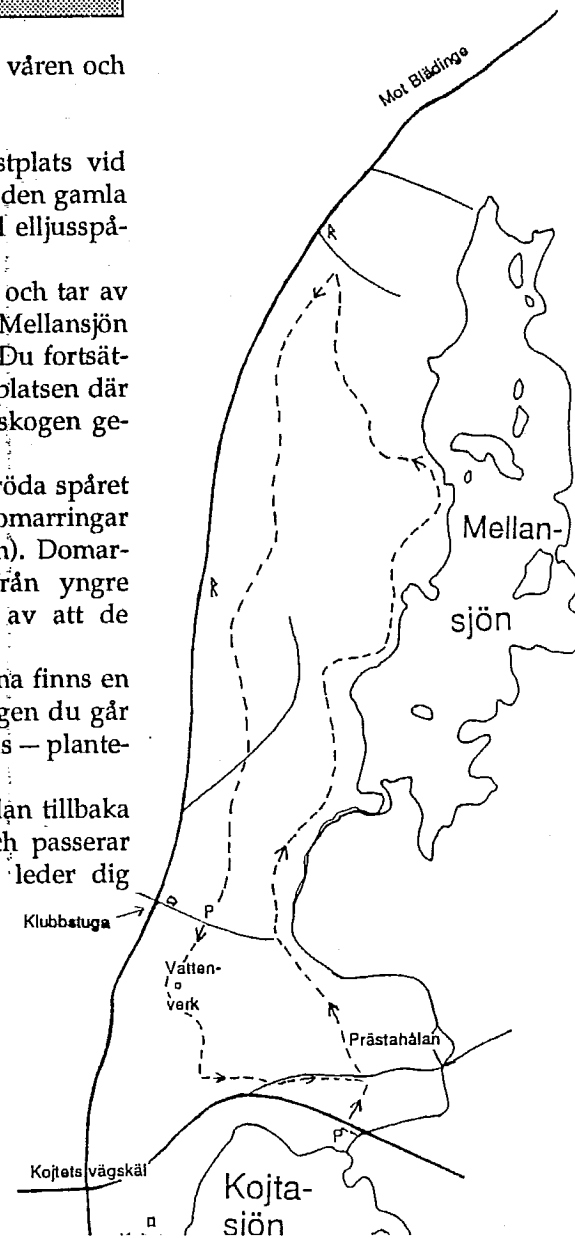 våren och
stplats vid
den gamla
l elljusspå-
och tar av
Mellansjön
Du fortsät-
platsen där
skogen ge-
röda spåret
omarringar
n). Domar-
rån yngre
av att de
na finns en
gen du går
s – plante-
lan tillbaka
ch passerar
leder dig
Mot Blädinge
R
Mellan-
sjön
R
Klubbstuga
P
Vatten-
verk
Prästahålan
P
Kojtets vägskäl
Kojta-
sjön